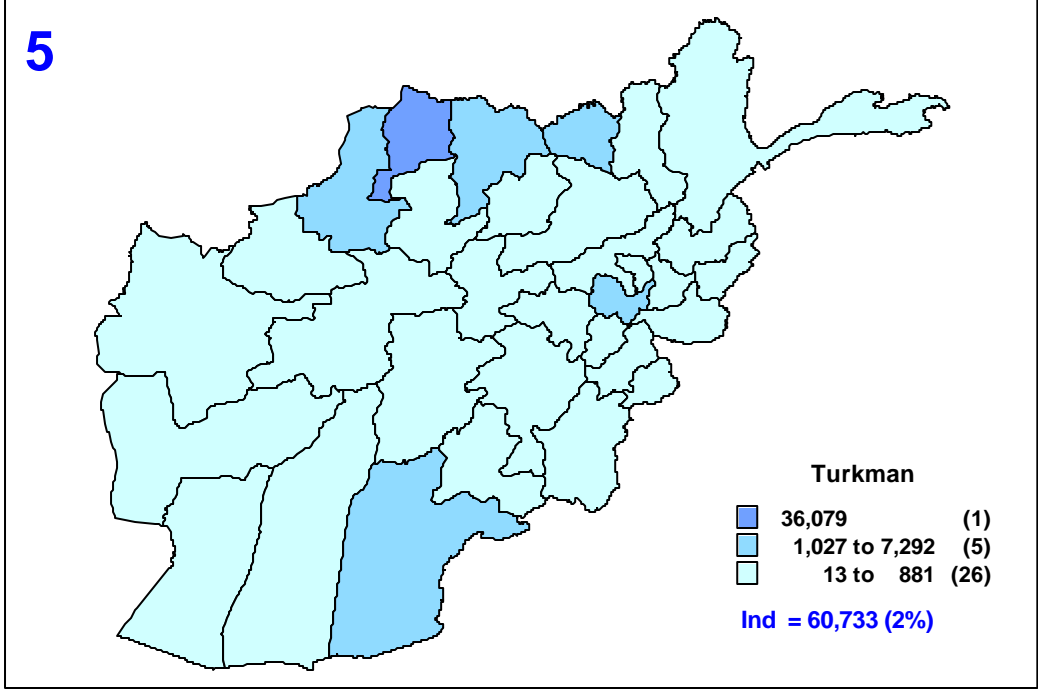 5
Turkman
36,079 (1)
1,027 to 7,292 (5)
13 to 881 (26)
Ind = 60,733 (2%)